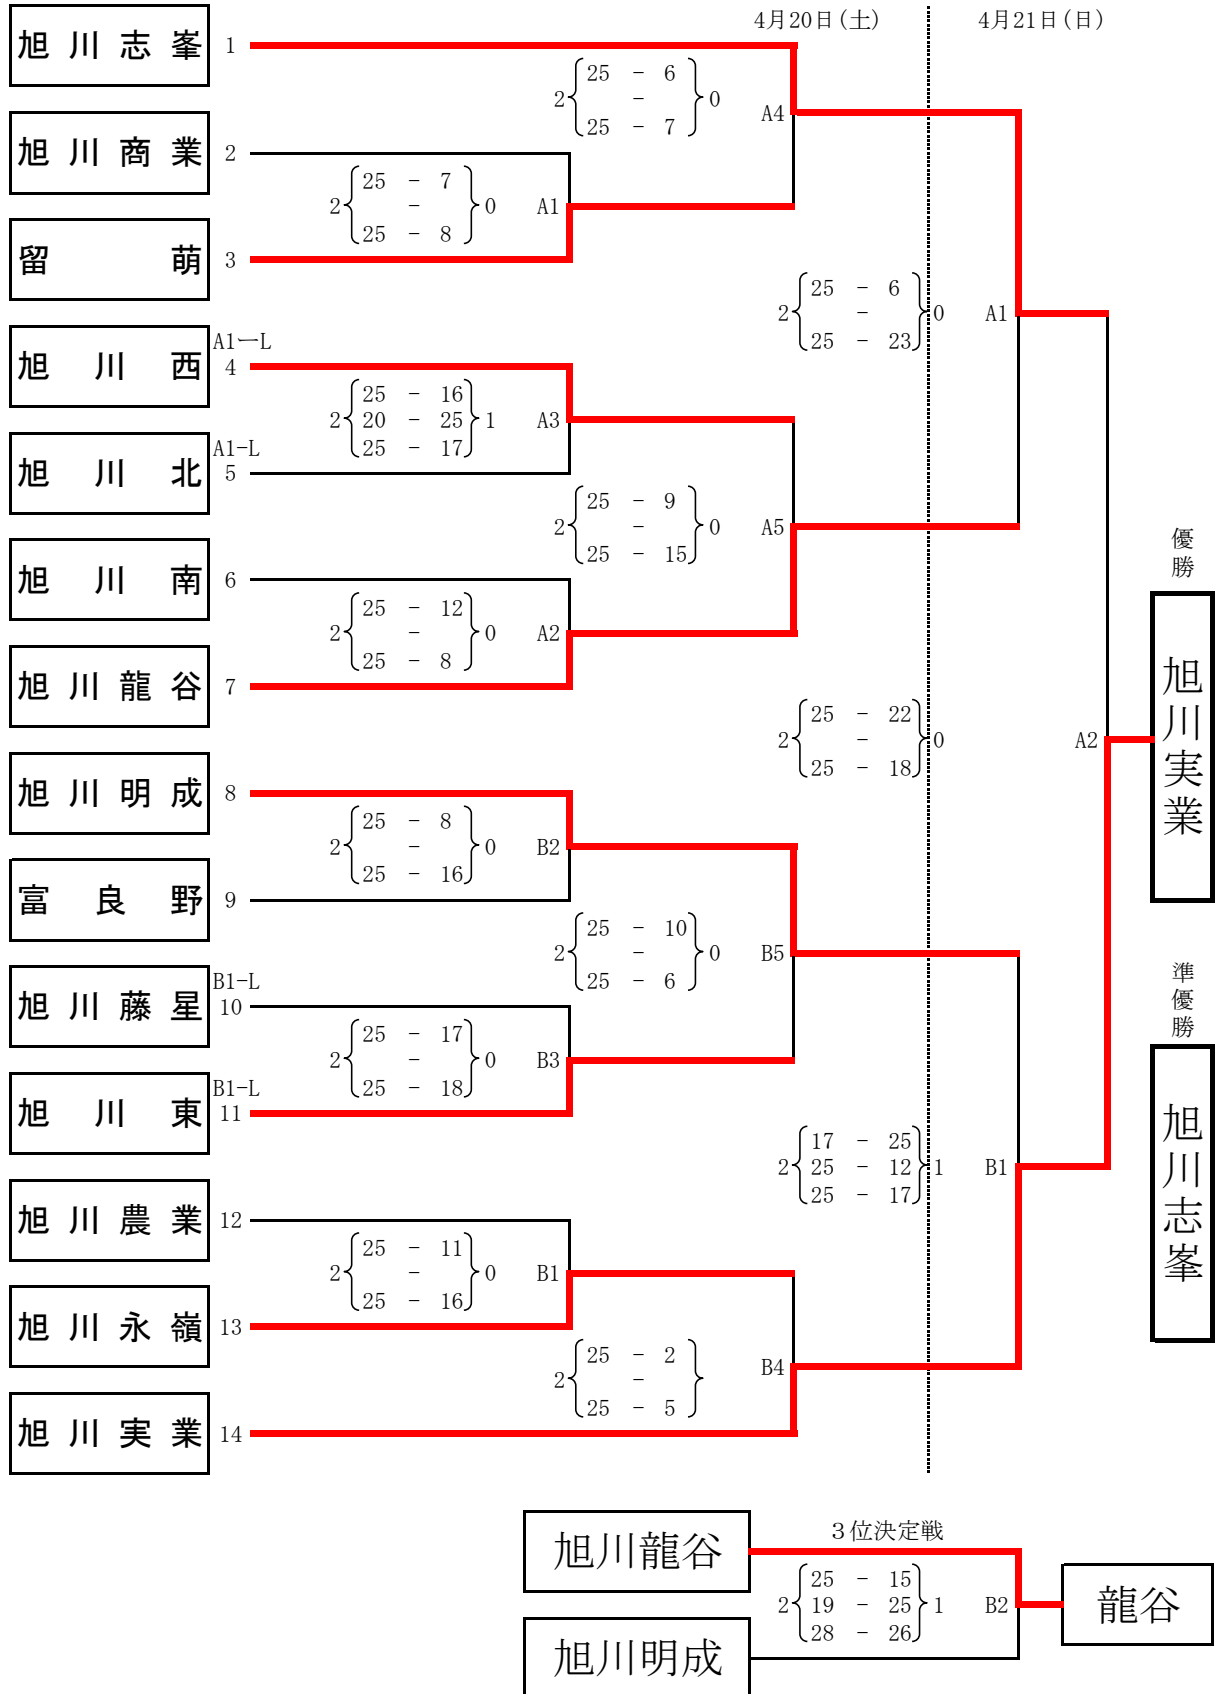 4月20日(土) 4月21日(日)
旭川志峯 1
25 - 6
2 - 0
25 - 7
A4
旭川商業 2
25 - 7
2 - 0 A1
25 - 8
留萌 3
25 - 6
2 - 0 A1
25 - 23
A1ーL
旭川西 4
25 - 16
2 20 - 25 1 A3
25 - 17
A1-L
旭川北 5
25 - 9
2 - 0 A5
25 - 15
旭川南 6
25 - 12
2 - 0 A2
25 - 8
旭川龍谷 7
25 - 22
2 - 0 A2
25 - 18
優勝
旭川実業
旭川明成 8
25 - 8
2 - 0 B2
25 - 16
富良野 9
25 - 10
2 - 0 B5
25 - 6
準優勝
旭川志峯
B1-L
旭川藤星 10
25 - 17
2 - 0 B3
25 - 18
B1-L
旭川東 11
17 - 25
2 25 - 12 1 B1
25 - 17
旭川農業 12
25 - 11
2 - 0 B1
25 - 16
旭川永嶺 13
25 - 2
2 - B4
25 - 5
旭川実業 14
3位決定戦
旭川龍谷
25 - 15
2 19 - 25 1 B2
28 - 26
龍谷
旭川明成